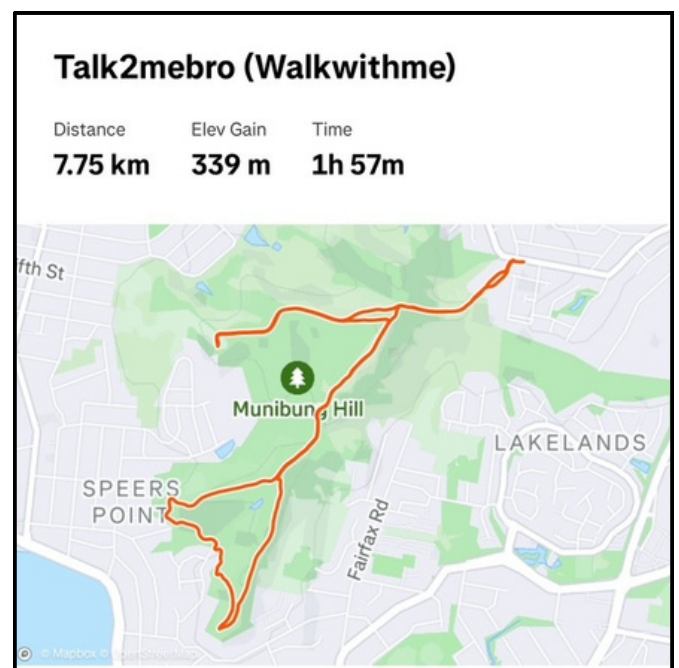 Talk2mebro (Walkwithme)
Distance Elev Gain Time
7.75 km 339 m 1h 57m
fth St
Munibung Hill
LAKELANDS
SPEERS
POINT
Fairfax Rd
© Mapbox © OpenStreetMap